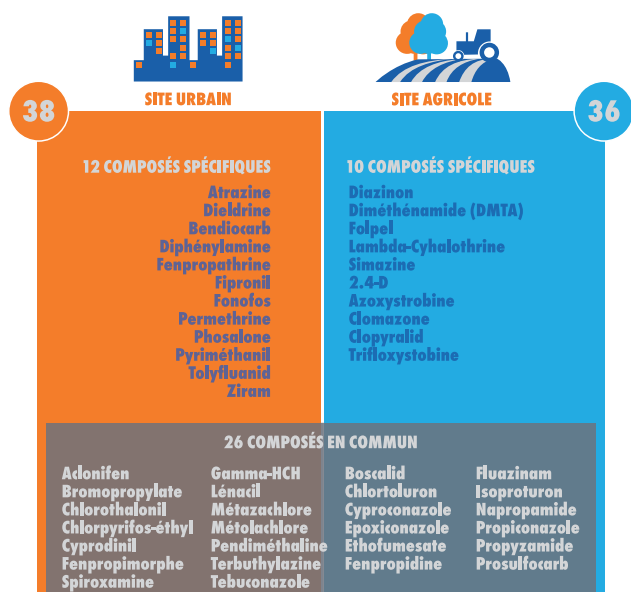 SITE URBAIN
SITE AGRICOLE
38
36
12 COMPOSÉS SPÉCIFIQUES
Atrazine
Dieldrine
Bendiocarb
Diphénylamine
Fenpropathrine
Fipronil
Fonofos
Permethrine
Phosalone
Pyriméthanil
Tolyfluanid
Ziram
10 COMPOSÉS SPÉCIFIQUES
Diazinon
Diméthénamide (DMTA)
Folpel
Lambda-Cyhalothrine
Simazine
2.4-D
Azoxystrobine
Clomazone
Clopyralid
Trifloxystobine
26 COMPOSÉS EN COMMUN
Aclonifen
Bromopropylate
Chlorothalonil
Chlorpyrifos-éthyl
Cyprodinil
Fenpropimorphe
Spiroxamine
Gamma-HCH
Lénacil
Métazachlore
Métolachlore
Pendiméthaline
Terbuthylazine
Tebuconazole
Boscalid
Chlortoluron
Cyproconazole
Epoxiconazole
Ethofumesate
Fenpropidine
Fluazinam
Isoproturon
Napropamide
Propiconazole
Propyzamide
Prosulfocarb